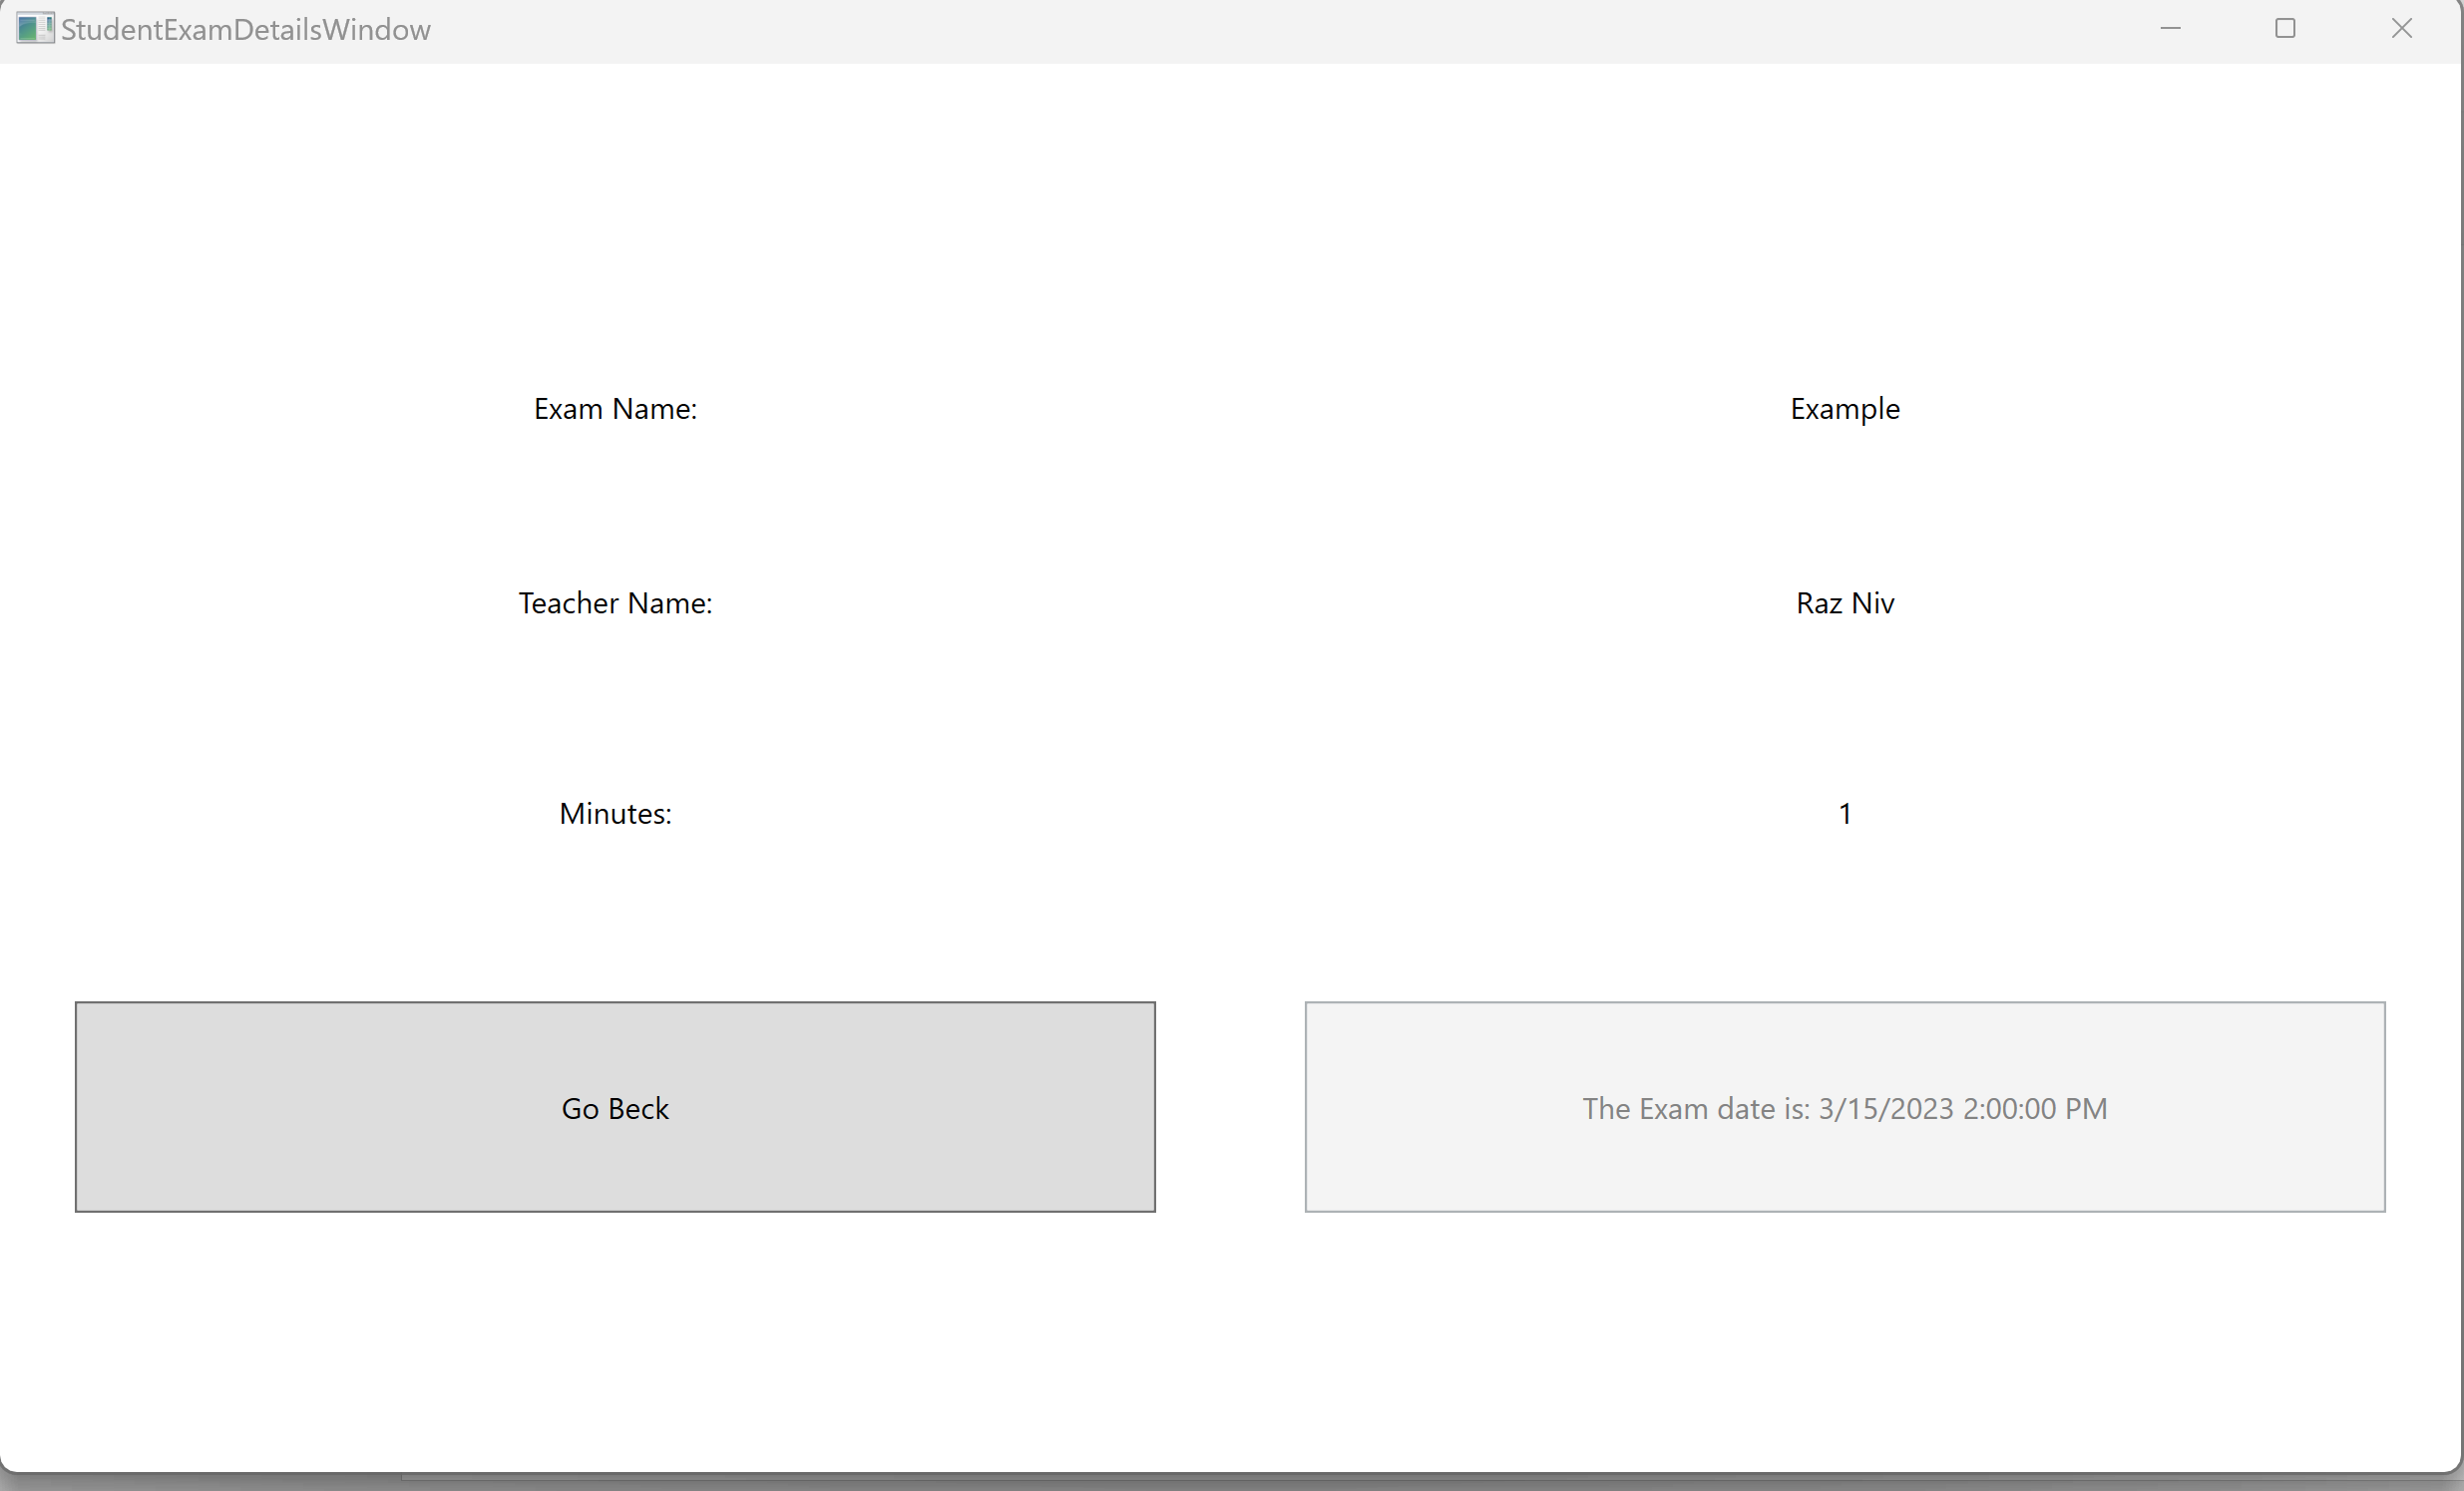 StudentExamDetailsWindow
Exam Name: Example
Teacher Name: Raz Niv
Minutes: 1
Go Beck
The Exam date is: 3/15/2023 2:00:00 PM